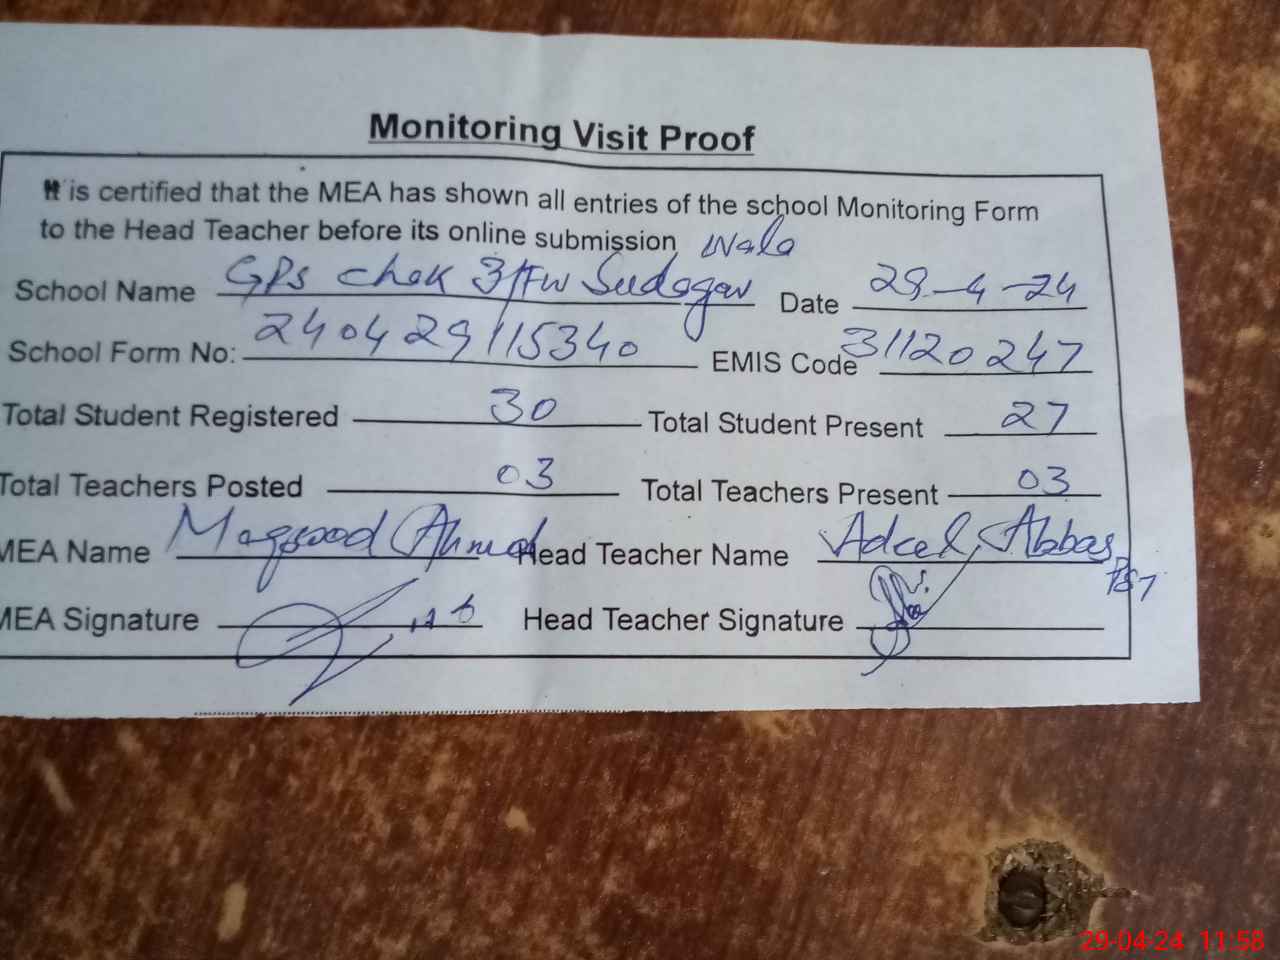 Monitoring Visit Proof
It is certified that the MEA has shown all entries of the school Monitoring Form
to the Head Teacher before its online submission
School Name GPS Chak 3/FW Sudagar Wala Date 29-4-24
School Form No: 240429115340 EMIS Code 31120247
Total Student Registered 30 Total Student Present 27
Total Teachers Posted 03 Total Teachers Present 03
MEA Name Maqsood Ahmad Head Teacher Name Adeel Abbas
PST
MEA Signature Head Teacher Signature
29-04-24 11:58